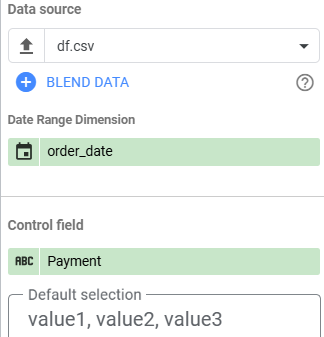 Data source
df.csv
BLEND DATA
Date Range Dimension
order_date
Control field
ABC Payment
Default selection
value1, value2, value3